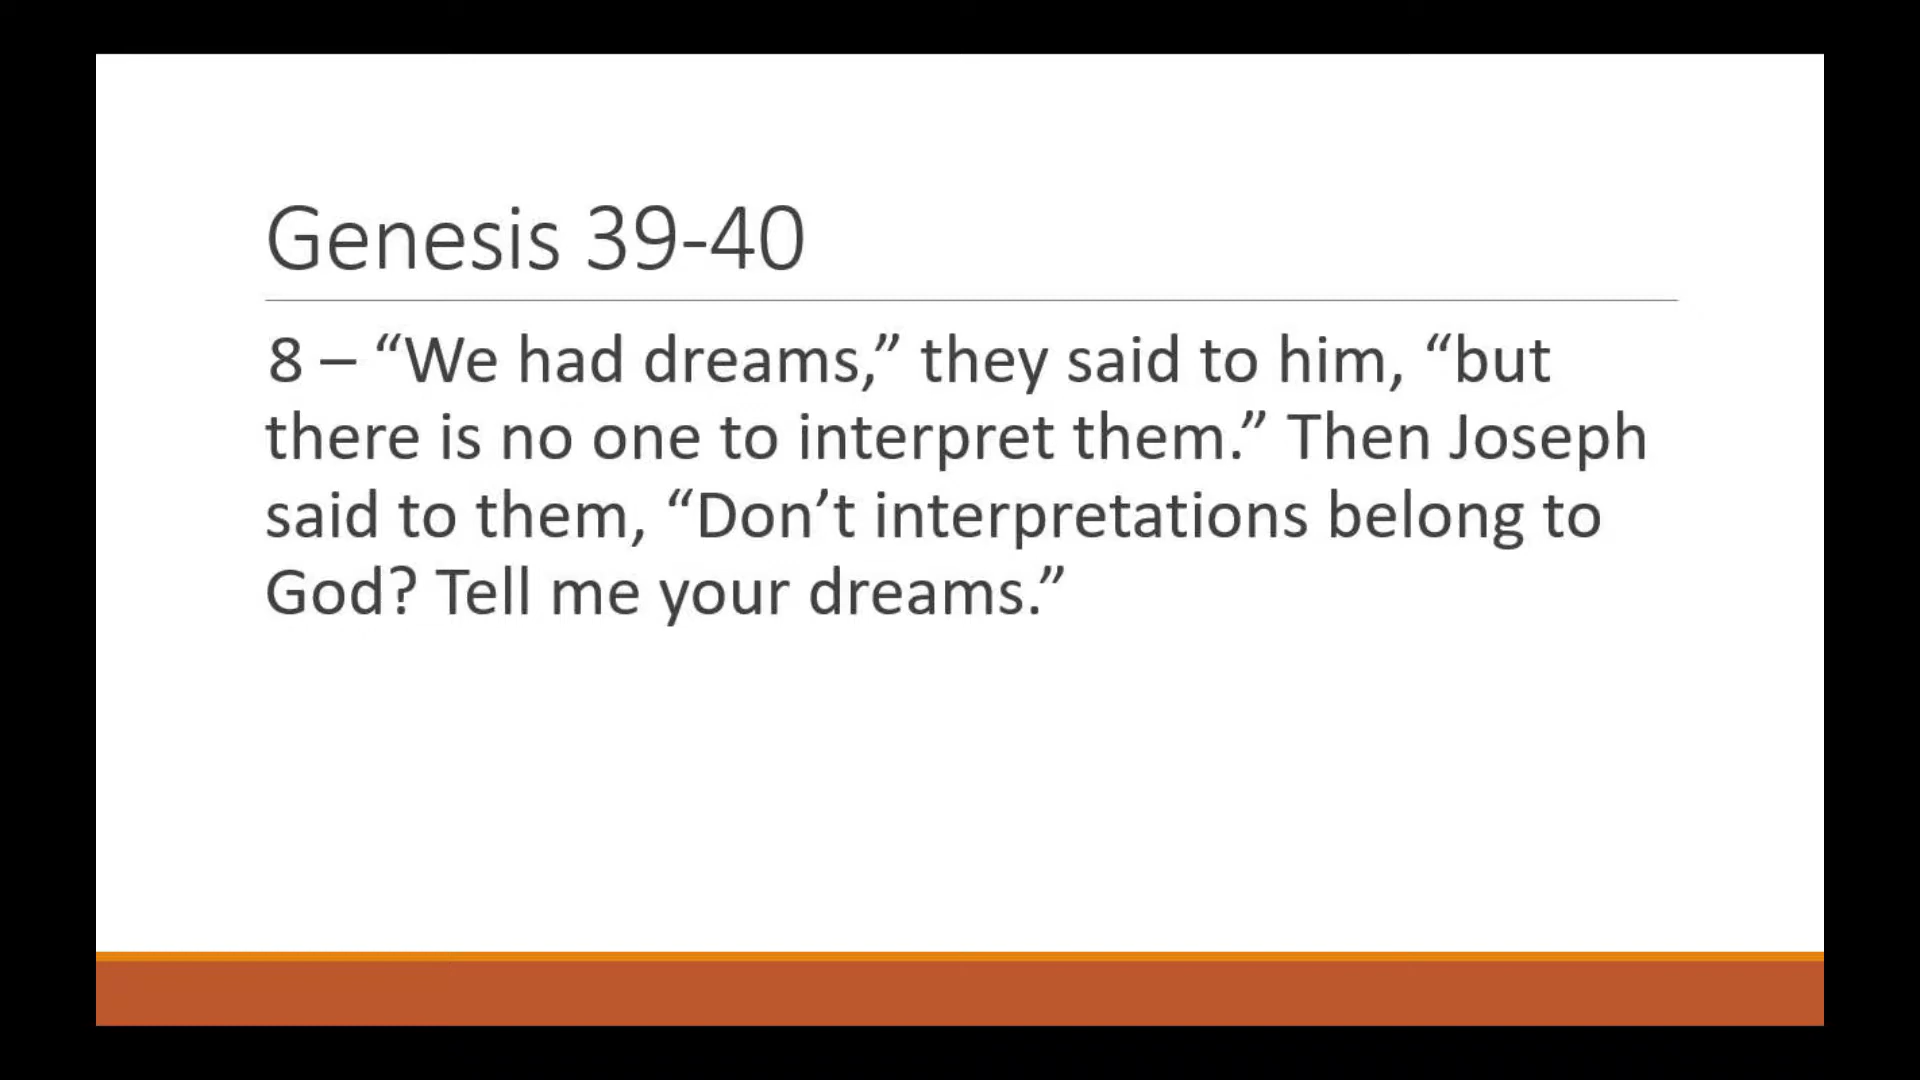 Genesis 39-40
8 – “We had dreams,” they said to him, “but
there is no one to interpret them.” Then Joseph
said to them, “Don’t interpretations belong to
God? Tell me your dreams.”